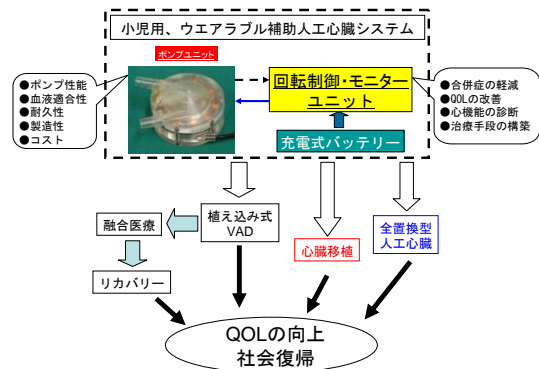 小児用、ウエアラブル補助人工心臓システム
ポンプユニット
●ポンプ性能
●血液適合性
●耐久性
●製造性
●コスト
回転制御・モニター
ユニット
充電式バッテリー
●合併症の軽減
●QOLの改善
●心機能の診断
●治療手段の構築
融合医療
植え込み式
VAD
心臓移植
全置換型
人工心臓
リカバリー
QOLの向上
社会復帰